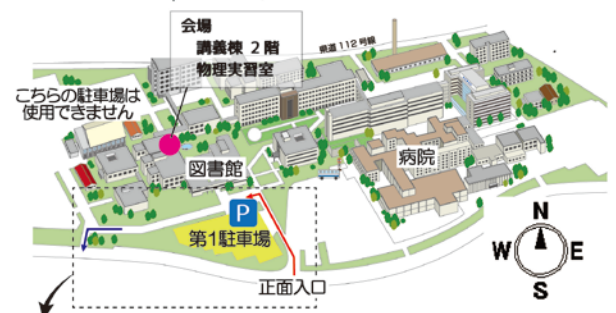 会場
講義棟 2階
物理実習室
県道112号線
こちらの駐車場は
使用できません
図書館
病院
P
第1駐車場
正面入口
N
W E
S